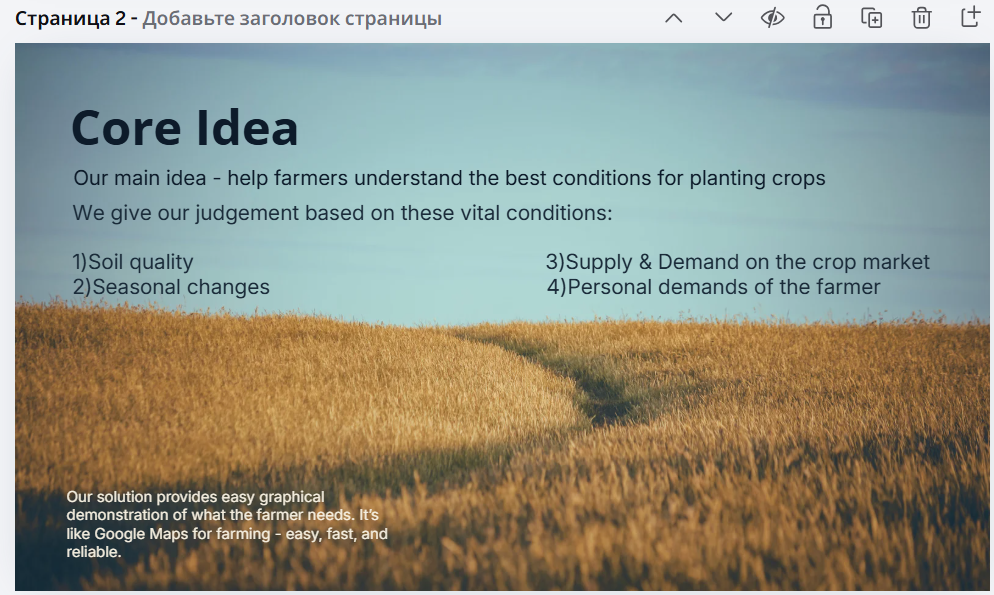 Страница 2 - Добавьте заголовок страницы
Core Idea
Our main idea - help farmers understand the best conditions for planting crops
We give our judgement based on these vital conditions:
1)Soil quality
2)Seasonal changes
3)Supply & Demand on the crop market
4)Personal demands of the farmer
Our solution provides easy graphical
demonstration of what the farmer needs. It's
like Google Maps for farming - easy, fast, and
reliable.